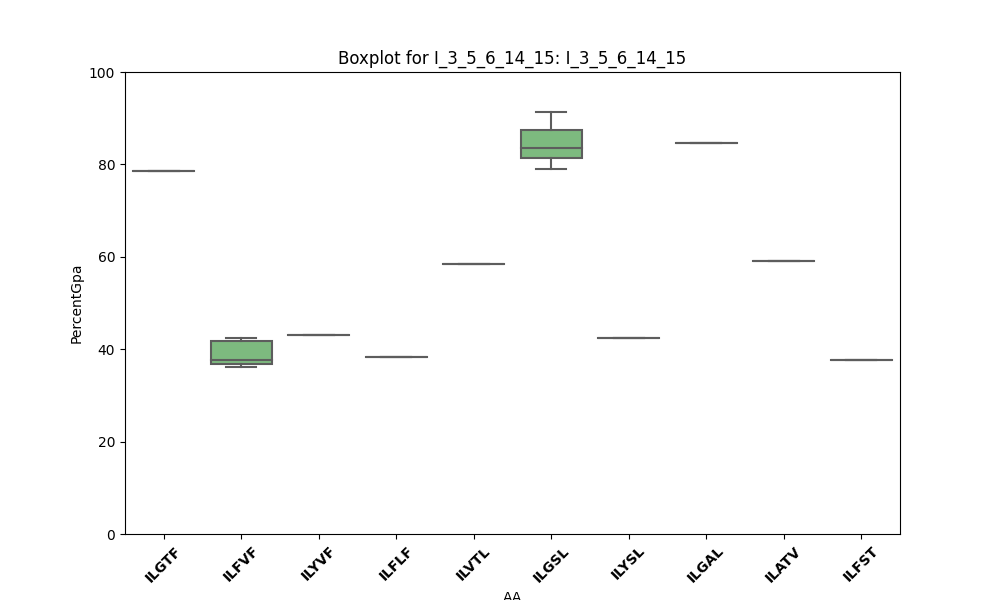 Boxplot for I_3_5_6_14_15: I_3_5_6_14_15
PercentGpa
100
80
60
40
20
0
ILGTF ILFVF ILYVF ILFLF ILVTL ILGSL ILYSL ILGAL ILATV ILFST
AA